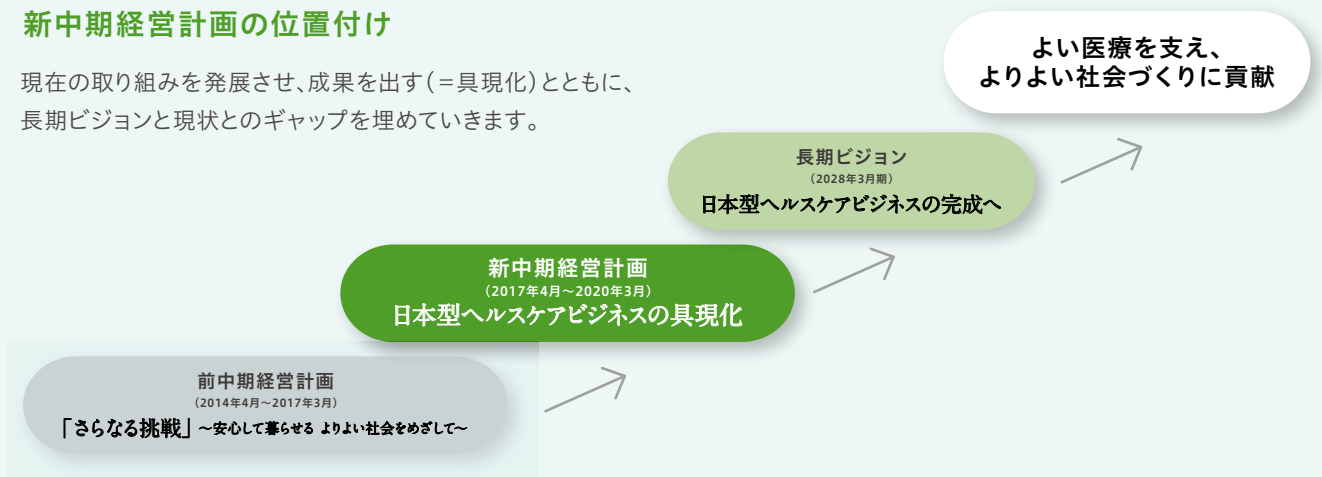 新中期経営計画の位置付け
現在の取り組みを発展させ、成果を出す（＝具現化）とともに、
長期ビジョンと現状とのギャップを埋めていきます。
よい医療を支え、
よりよい社会づくりに貢献
長期ビジョン
（2028年3月期）
日本型ヘルスケアビジネスの完成へ
新中期経営計画
（2017年4月～2020年3月）
日本型ヘルスケアビジネスの具現化
前中期経営計画
（2014年4月～2017年3月）
「さらなる挑戦」～安心して暮らせる よりよい社会をめざして～